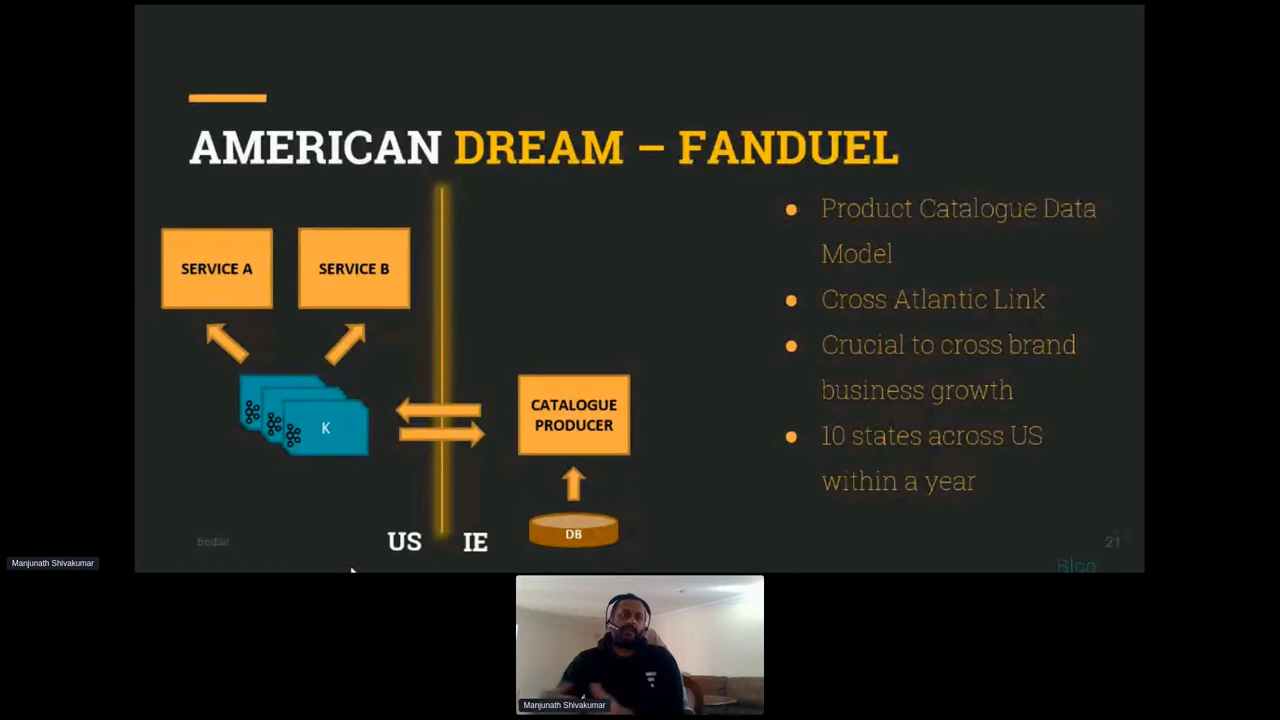 AMERICAN DREAM – FANDUEL
Product Catalogue Data
Model
Cross Atlantic Link
Crucial to cross brand
business growth
10 states across US
within a year
SERVICE A
SERVICE B
K
CATALOGUE
PRODUCER
DB
US
IE
Betfair
21
Manjunath Shivakumar
Manjunath Shivakumar